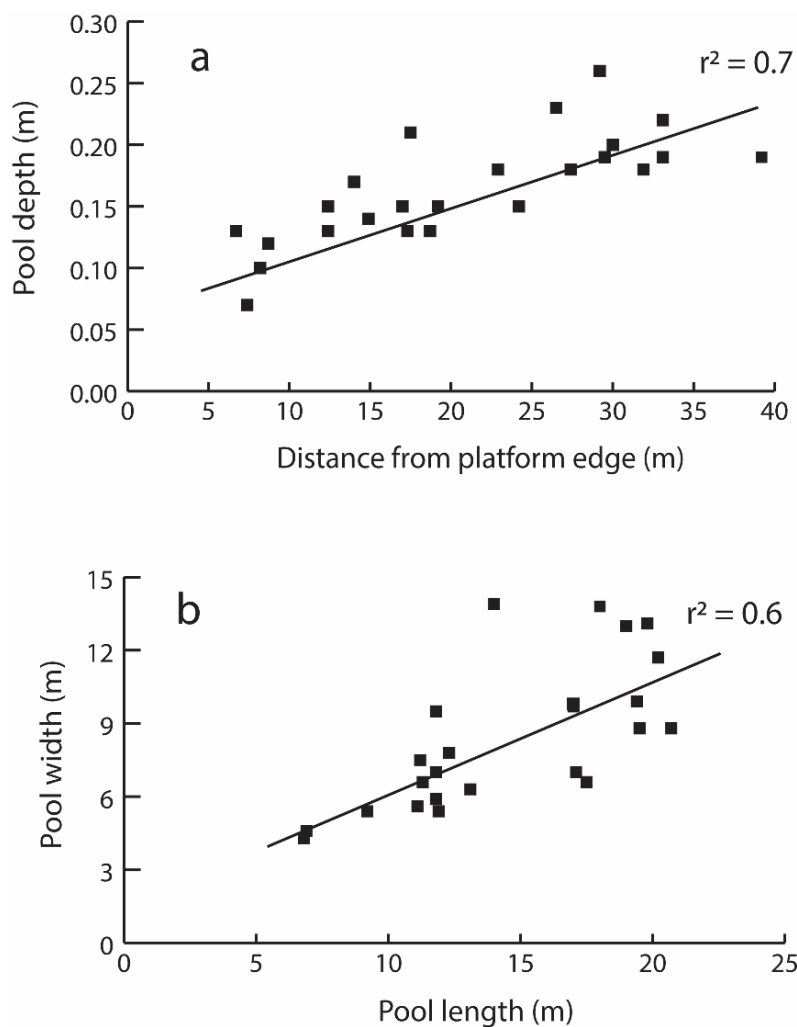 a
r² = 0.7
0.30
0.25
0.20
0.15
0.10
0.05
0.00
Pool depth (m)
0 5 10 15 20 25 30 35 40
Distance from platform edge (m)
b
r² = 0.6
15
12
9
6
3
0
Pool width (m)
0 5 10 15 20 25
Pool length (m)